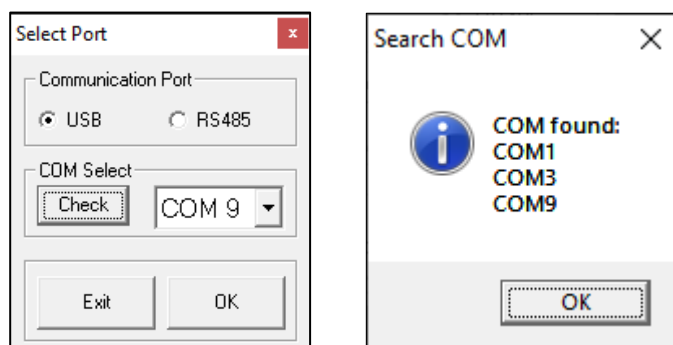 Select Port
x
Communication Port
USB
RS485
COM Select
Check
COM 9
Exit
OK
Search COM
COM found:
COM1
COM3
COM9
OK